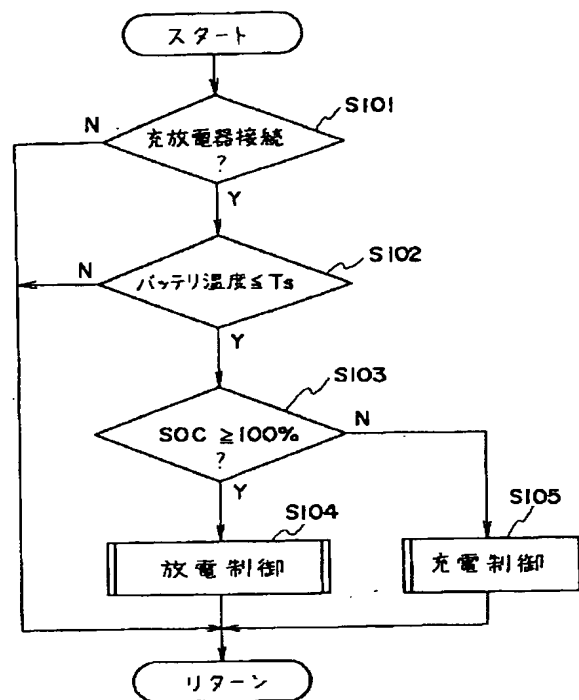 スタート
S101
N
充放電器接続
?
Y
S102
N
バッテリ温度≦Ts
Y
S103
N
SOC ≧100%
?
Y
S104
放電制御
S105
充電制御
リターン